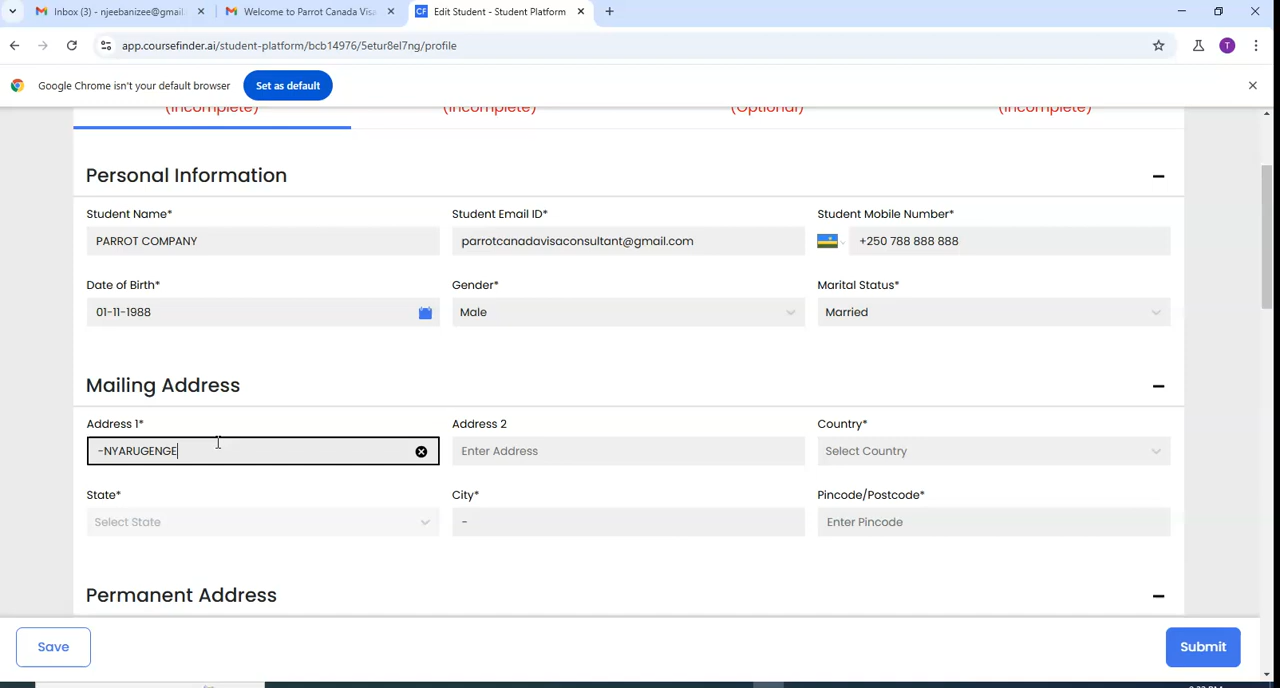 Inbox (3) - njeebanizee@gmail
Welcome to Parrot Canada Visa
CF Edit Student - Student Platform
app.coursefinder.ai/student-platform/bcb14976/5etur8el7ng/profile
T
Google Chrome isn't your default browser
Set as default
(Incomplete) (Incomplete) (Optional) (Incomplete)
Personal Information
Student Name* Student Email ID* Student Mobile Number*
PARROT COMPANY parrotcanadavisaconsultant@gmail.com +250 788 888 888
Date of Birth* Gender* Marital Status*
01-11-1988 Male Married
Mailing Address
Address 1* Address 2 Country*
-NYARUGENGE Enter Address Select Country
State* City* Pincode/Postcode*
Select State - Enter Pincode
Permanent Address
Save Submit